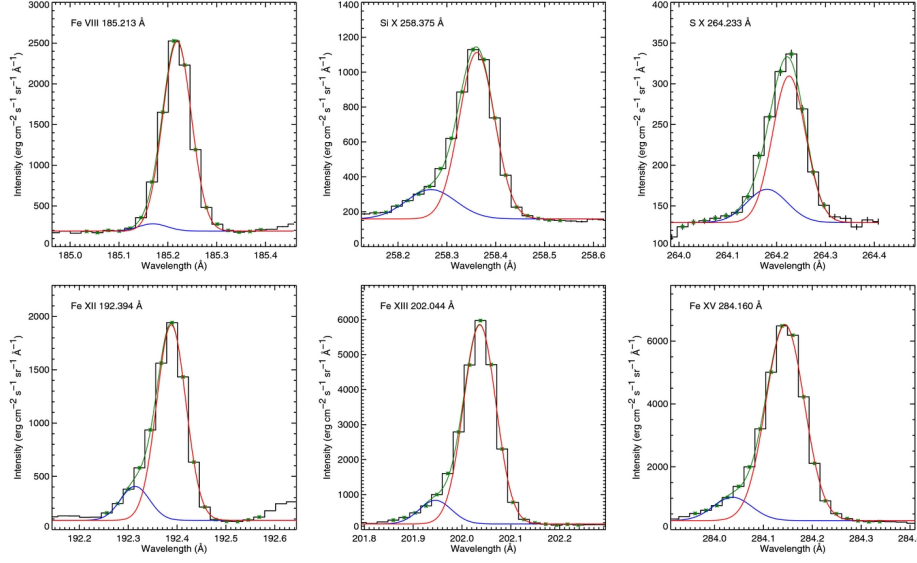 Fe VIII 185.213 Å
3000
2500
2000
1500
1000
500
0
Intensity (erg cm−2 s−1 sr−1 Å−1)
185.0 185.1 185.2 185.3 185.4
Wavelength (Å)
Si X 258.375 Å
1400
1200
1000
800
600
400
200
0
Intensity (erg cm−2 s−1 sr−1 Å−1)
258.2 258.3 258.4 258.5 258.6
Wavelength (Å)
S X 264.233 Å
400
350
300
250
200
150
100
Intensity (erg cm−2 s−1 sr−1 Å−1)
264.0 264.1 264.2 264.3 264.4
Wavelength (Å)
Fe XII 192.394 Å
2000
1500
1000
500
0
Intensity (erg cm−2 s−1 sr−1 Å−1)
192.2 192.3 192.4 192.5 192.6
Wavelength (Å)
Fe XIII 202.044 Å
6000
5000
4000
3000
2000
1000
0
Intensity (erg cm−2 s−1 sr−1 Å−1)
201.8 201.9 202.0 202.1 202.2
Wavelength (Å)
Fe XV 284.160 Å
6000
4000
2000
0
Intensity (erg cm−2 s−1 sr−1 Å−1)
284.0 284.1 284.2 284.3 284.
Wavelength (Å)